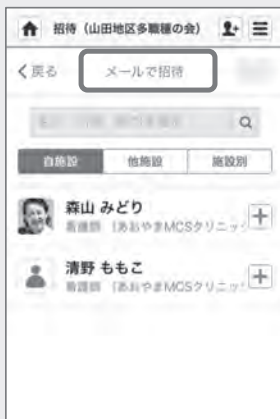 招待（山田地区多職種の会）
戻る
メールで招待
自施設
他施設
施設別
森山 みどり
看護師 （あおやまMCSクリニッ
清野 ももこ
看護師 （あおやまMCSクリニッ